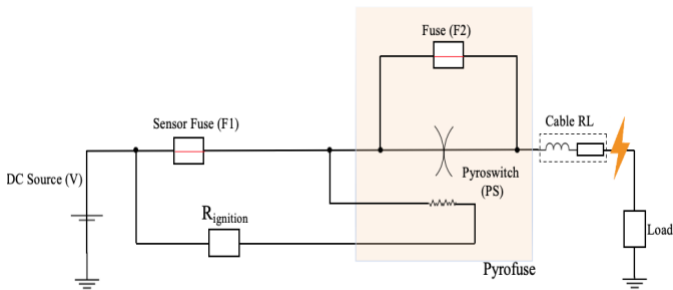 Fuse (F2)
Sensor Fuse (F1)
Cable RL
DC Source (V)
Pyroswitch
(PS)
Rignition
Load
Pyrofuse